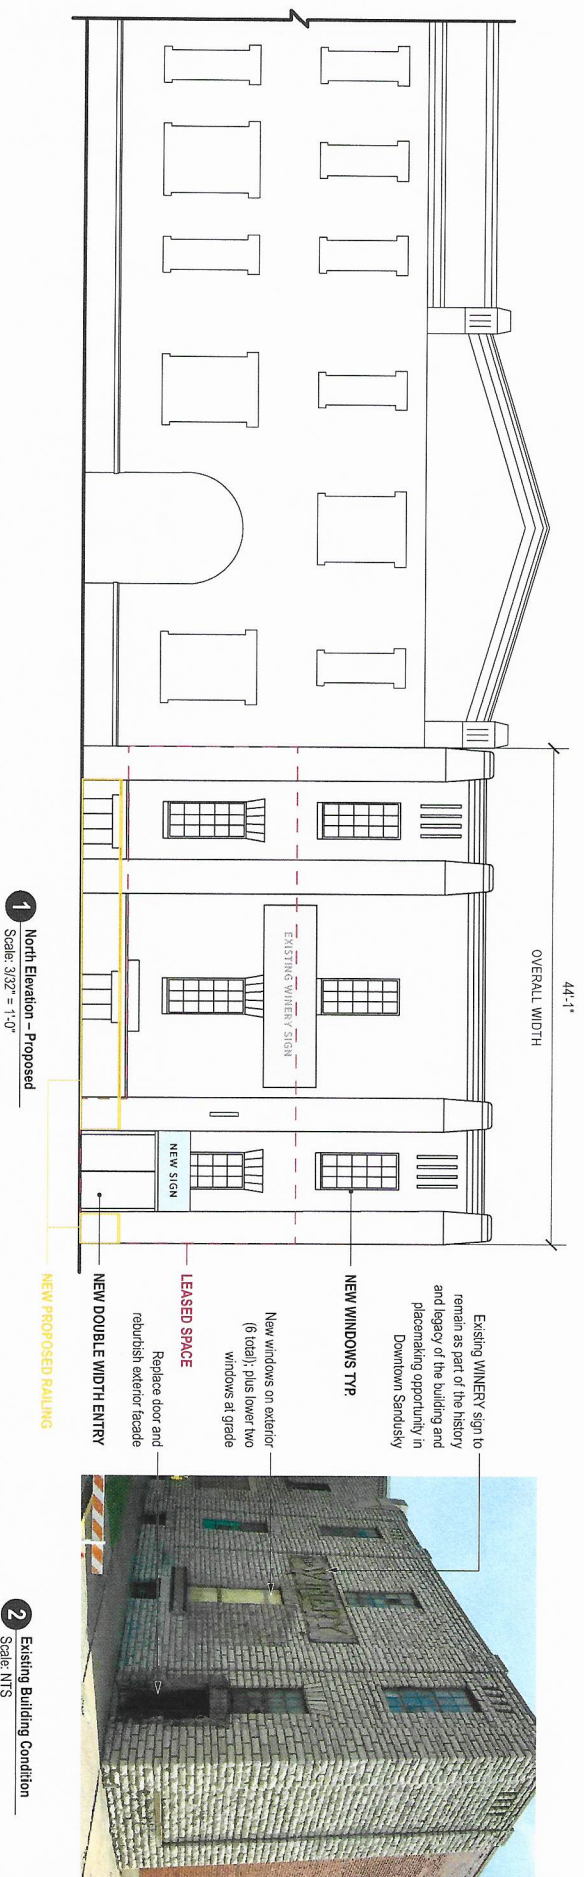 44'-1"
OVERALL WIDTH
EXISTING WINERY SIGN
NEW SIGN
Existing WINERY sign to
remain as part of the history
and legacy of the building and
placemaking opportunity in
Downtown Sandusky
NEW WINDOWS TYP.
New windows on exterior
(6 total); plus lower two
windows at grade
LEASED SPACE
Replace door and
reburbish exterior facade
NEW DOUBLE WIDTH ENTRY
NEW PROPOSED RAILING
WINERY
1
North Elevation – Proposed
Scale: 3/32" = 1'-0"
2
Existing Building Condition
Scale: NTS